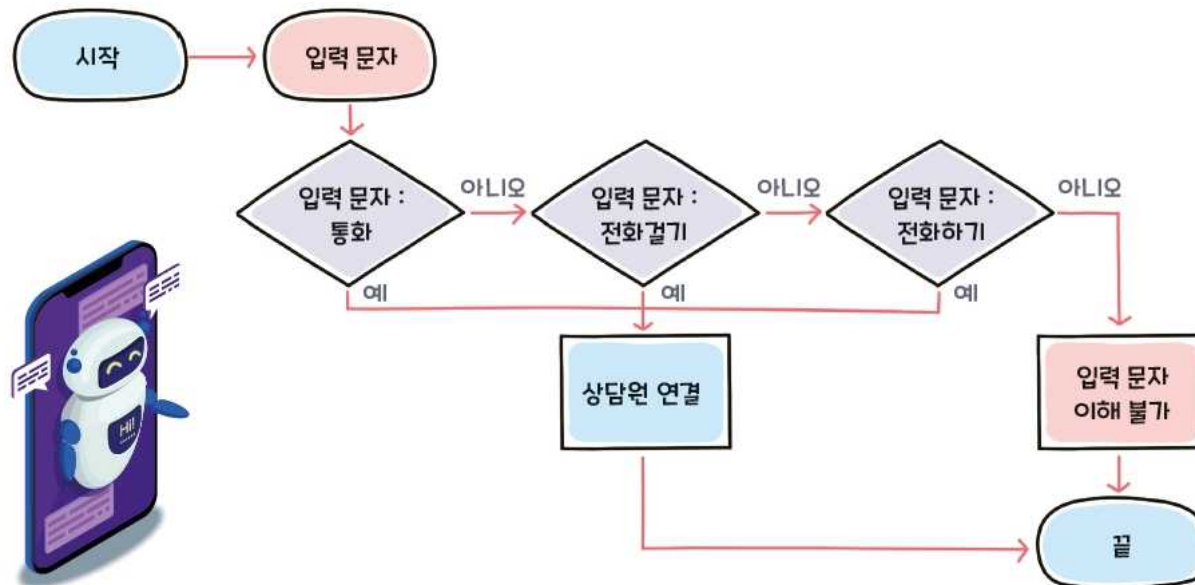 시작
입력 문자
입력 문자 :
통화
아니오
입력 문자 :
전화걸기
아니오
입력 문자 :
전화하기
아니오
예
예
예
상담원 연결
입력 문자
이해 불가
Hi!
끝